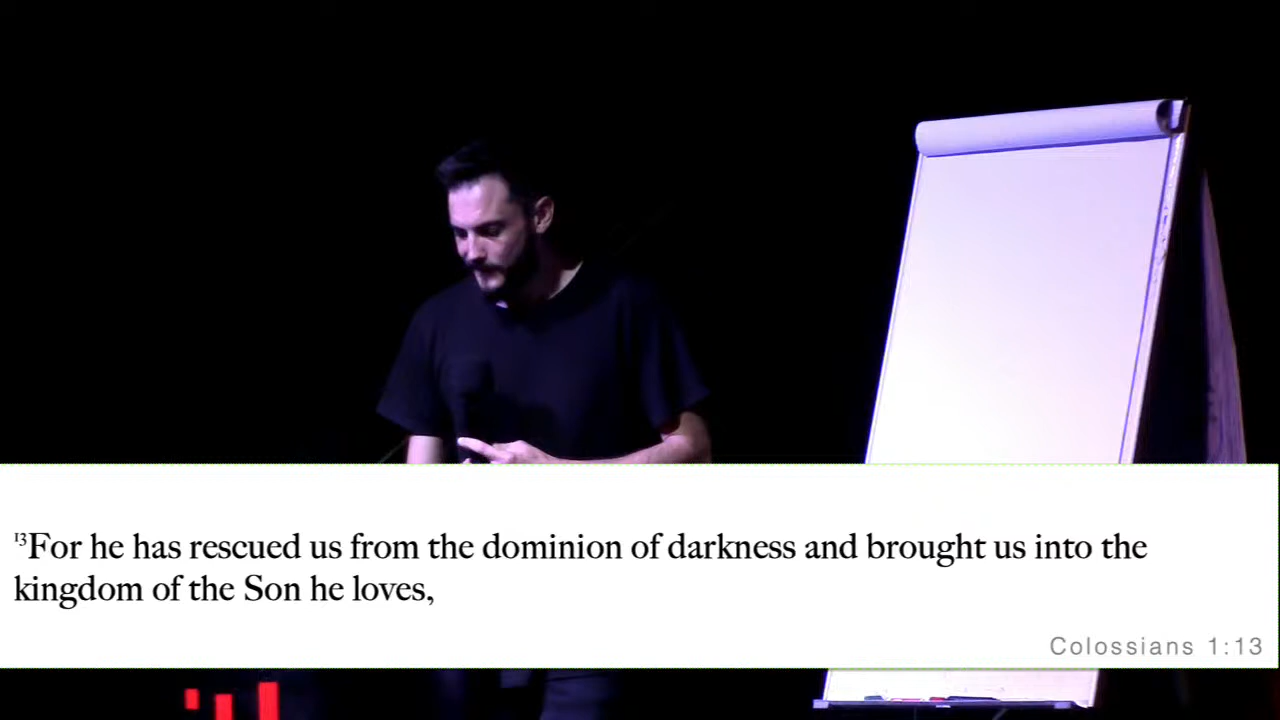 ¹³For he has rescued us from the dominion of darkness and brought us into the
kingdom of the Son he loves,
Colossians 1:13